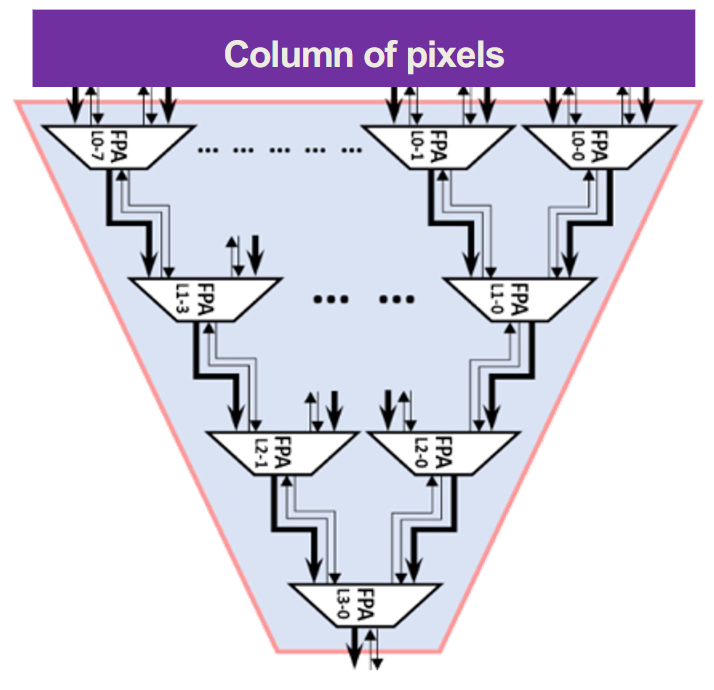 Column of pixels
FPA
L0-7
...... ... ... ... ...
FPA
L0-1
FPA
L0-0
FPA
L1-3
... ...
FPA
L1-0
FPA
L2-1
FPA
L2-0
FPA
L3-0